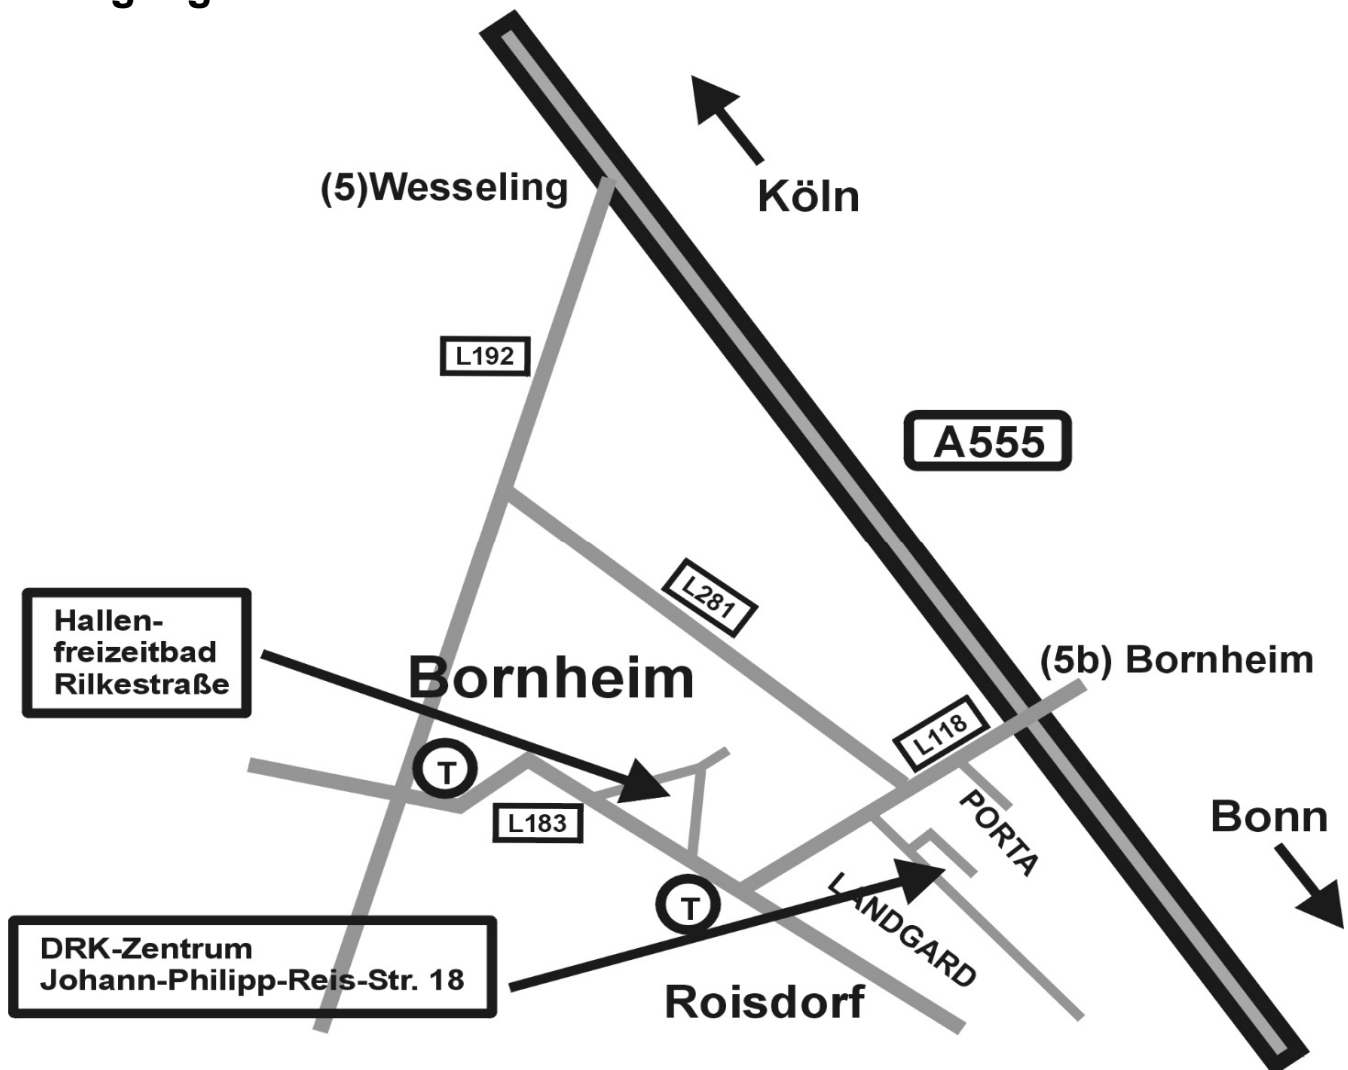 (5)Wesseling
Köln
L192
A555
L281
Hallen-
freizeitbad
Rilkestraße
Bornheim
(5b) Bornheim
L118
T
L183
PORTA
Bonn
T
LANDGARD
DRK-Zentrum
Johann-Philipp-Reis-Str. 18
Roisdorf